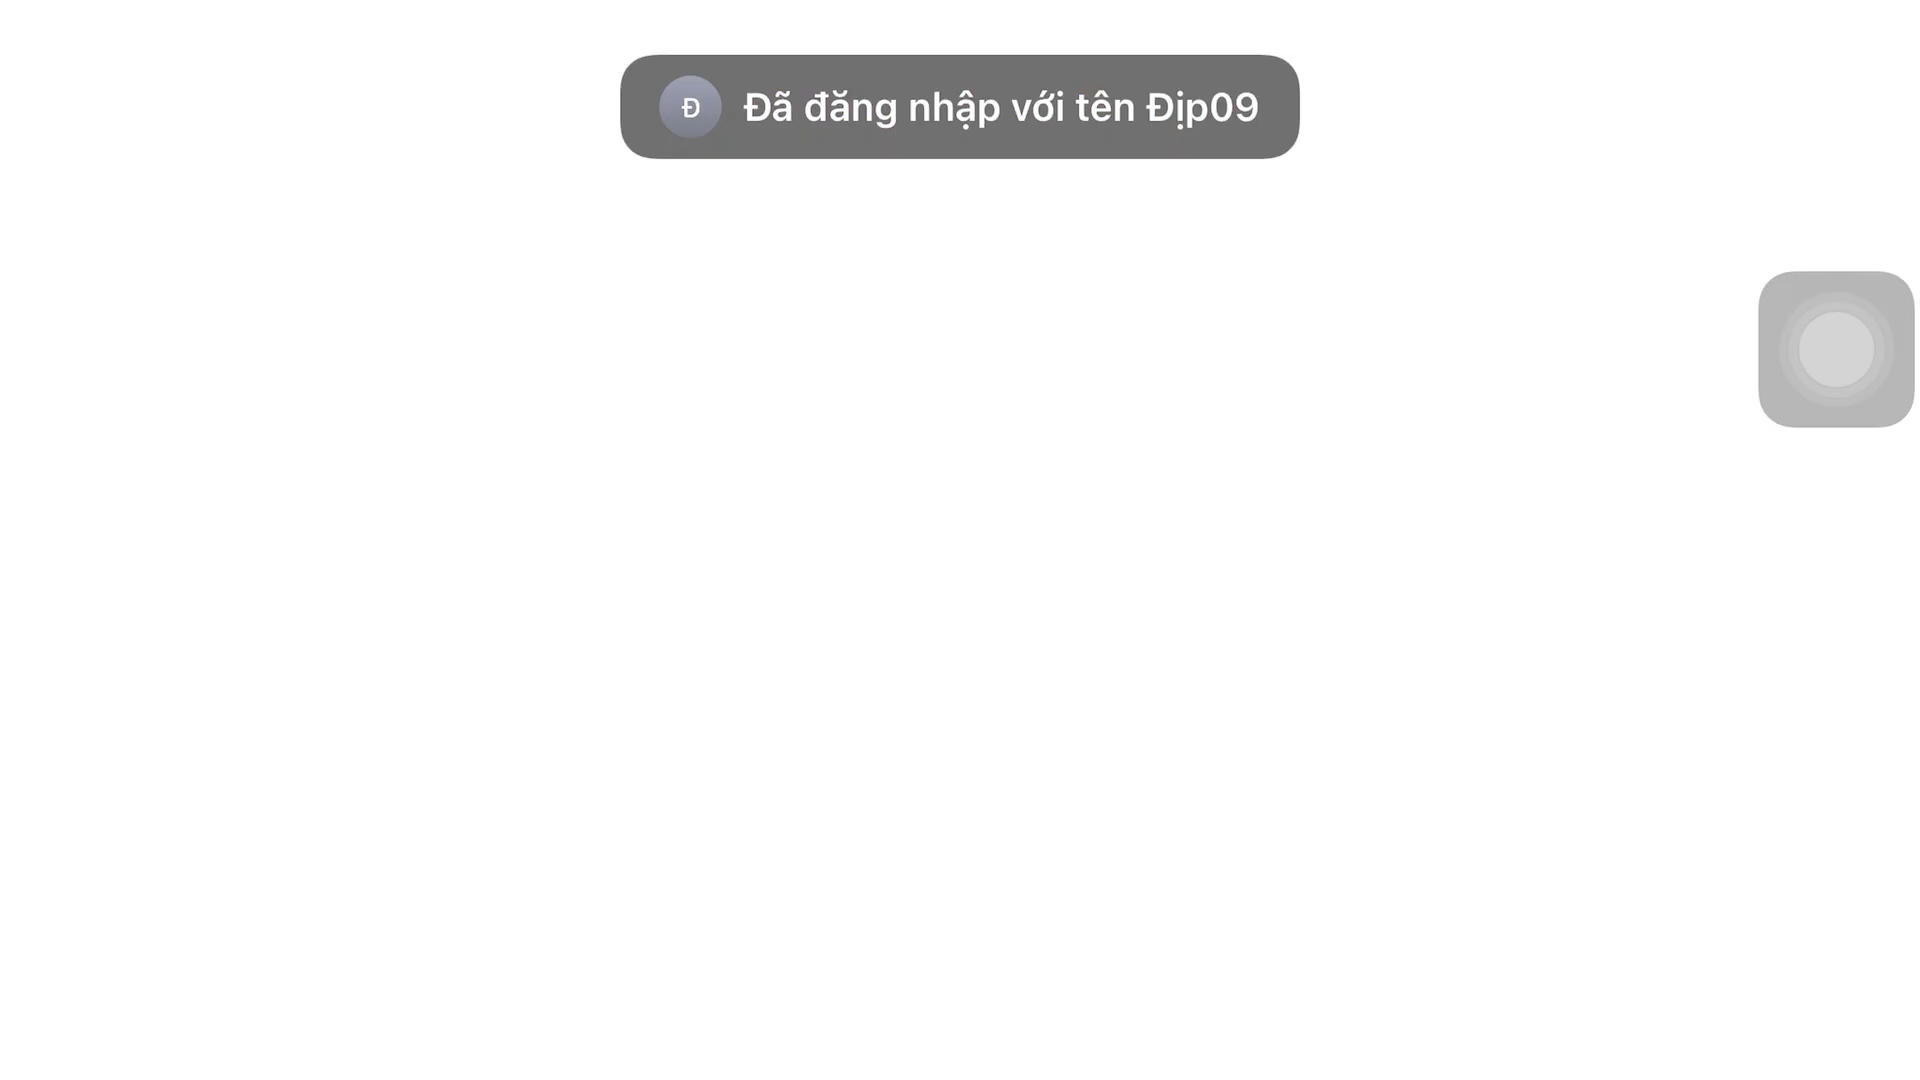 Đ
Đã đăng nhập với tên Địp09